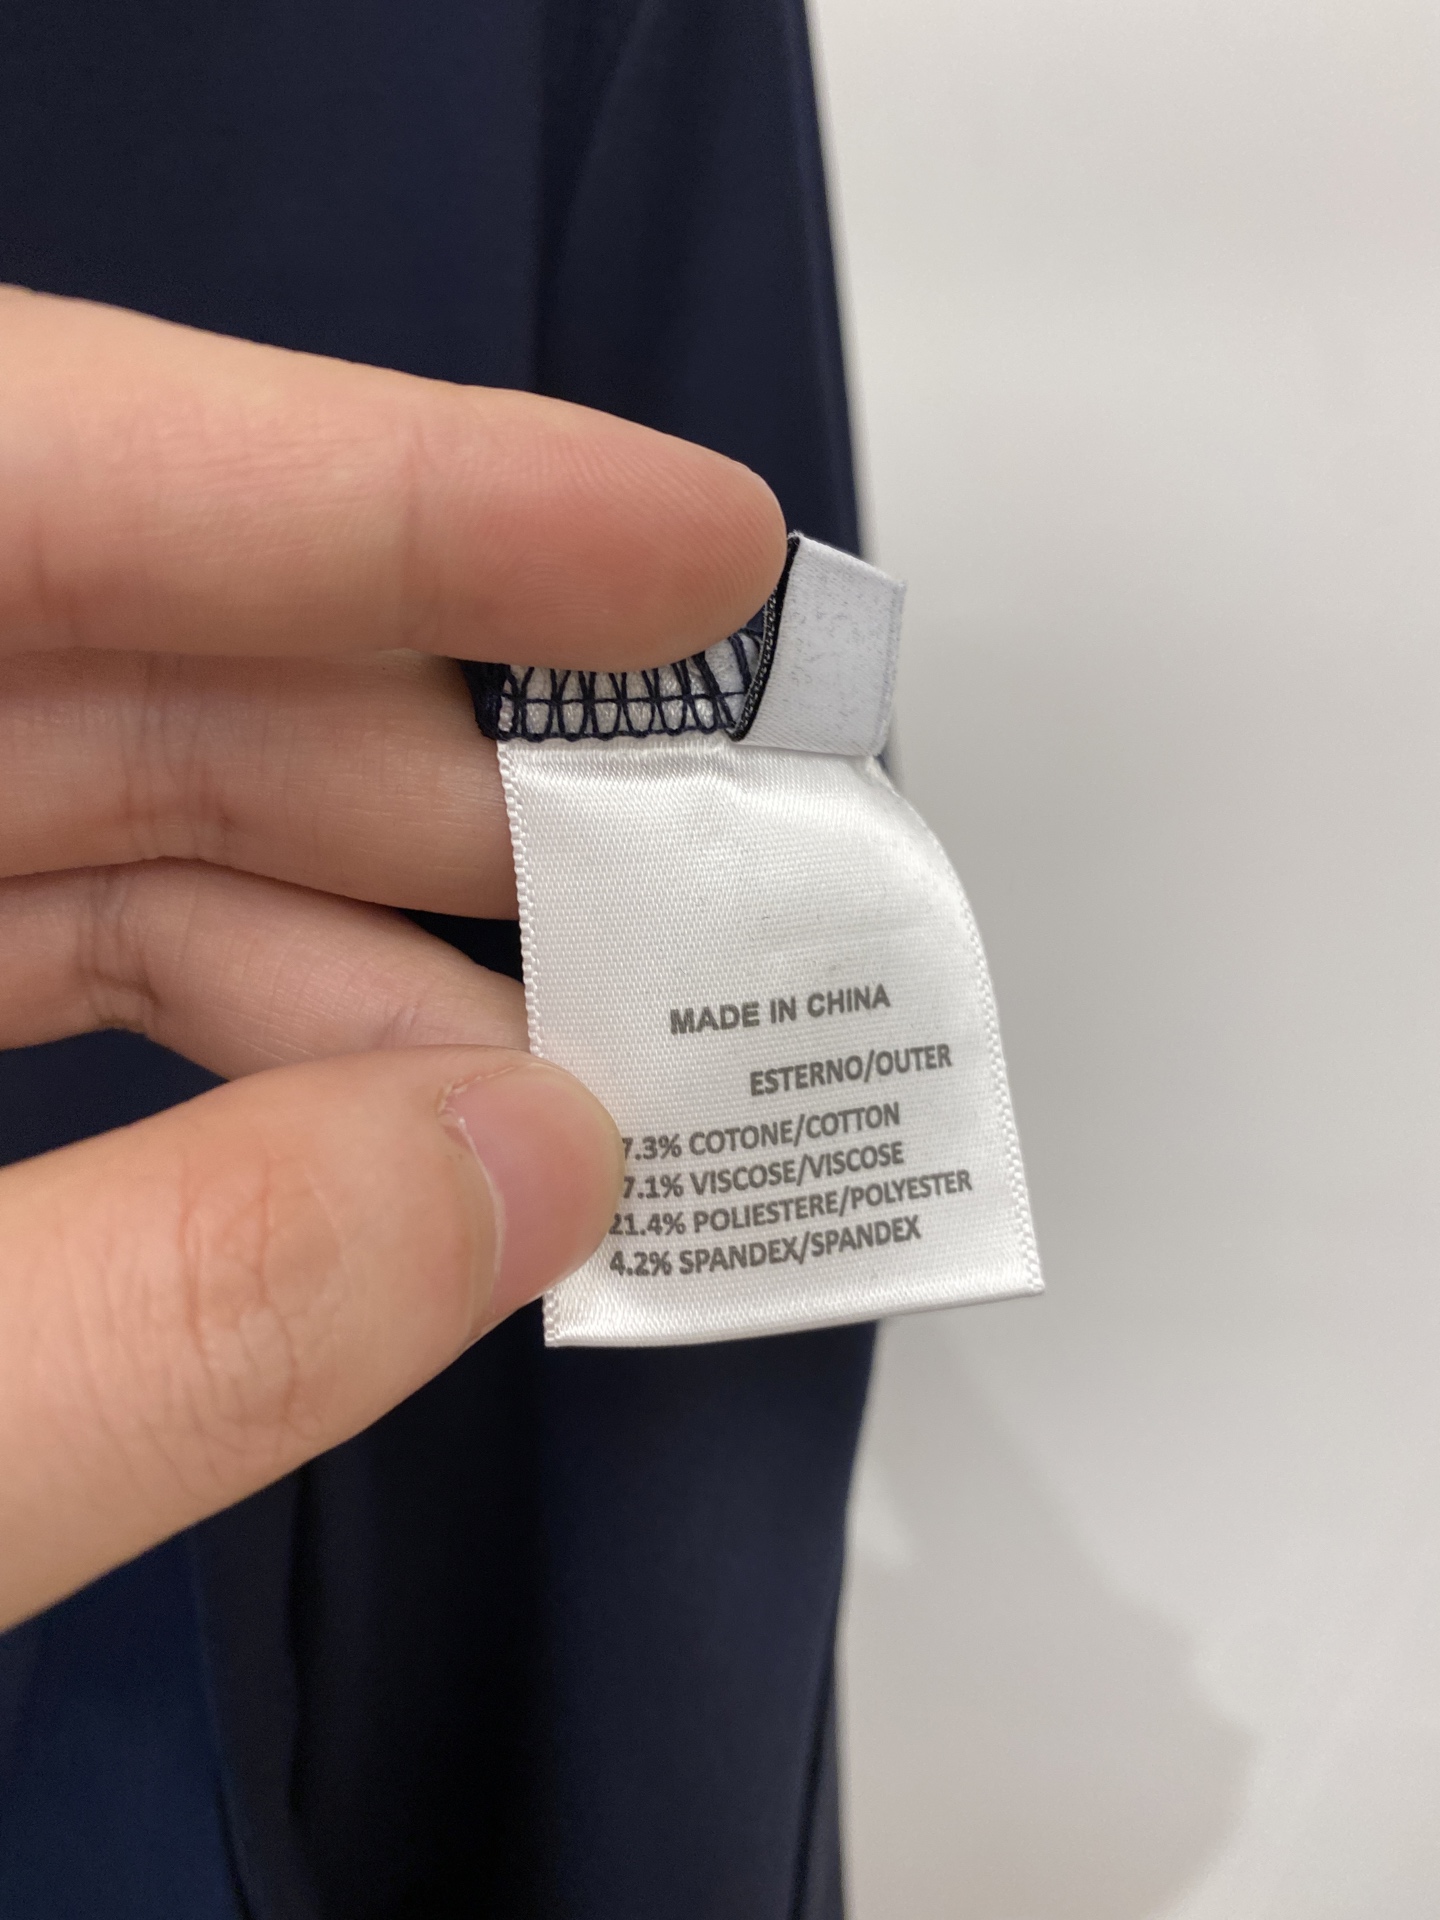 MADE IN CHINA
ESTERNO/OUTER
7.3% COTONE/COTTON
7.1% VISCOSE/VISCOSE
21.4% POLIESTERE/POLYESTER
4.2% SPANDEX/SPANDEX